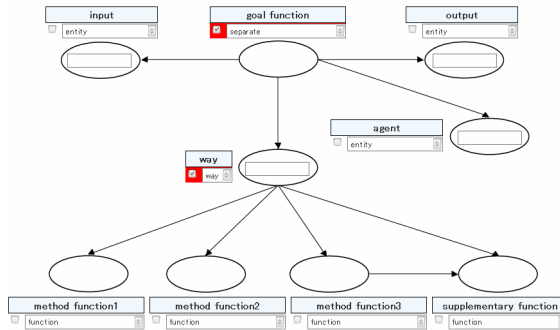 input
goal function
output
entity
separate
entity
agent
entity
way
way
method function1
method function2
method function3
supplementary function
function
function
function
function